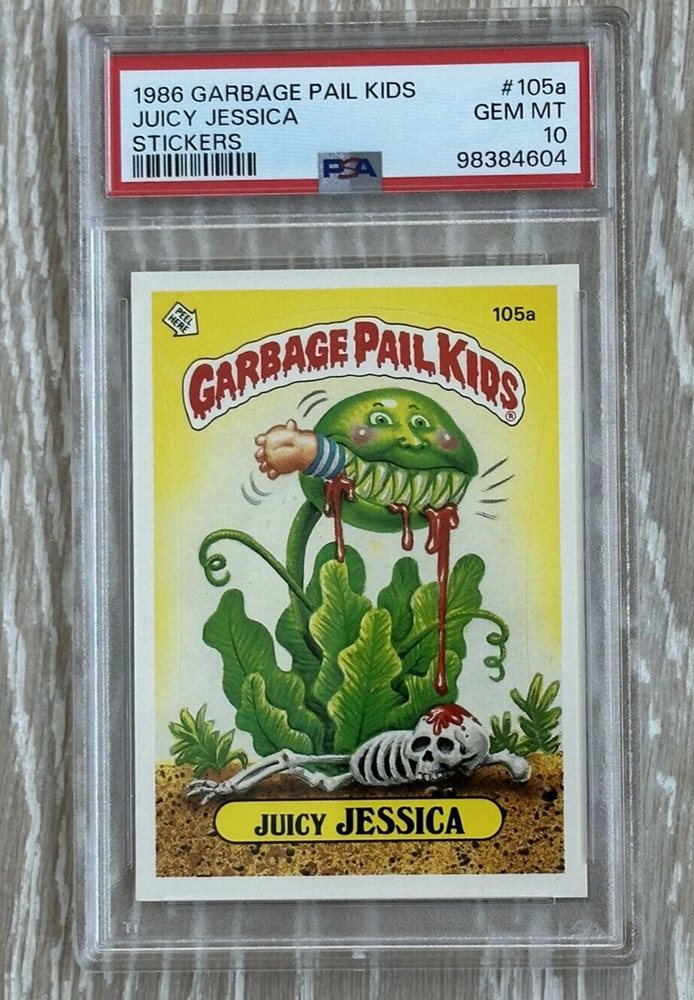 1986 GARBAGE PAIL KIDS #105a
JUICY JESSICA GEM MT
STICKERS 10
PSA 98384604
PEEL
HERE
105a
GARBAGE PAIL KIDS®
JUICY JESSICA
PSA